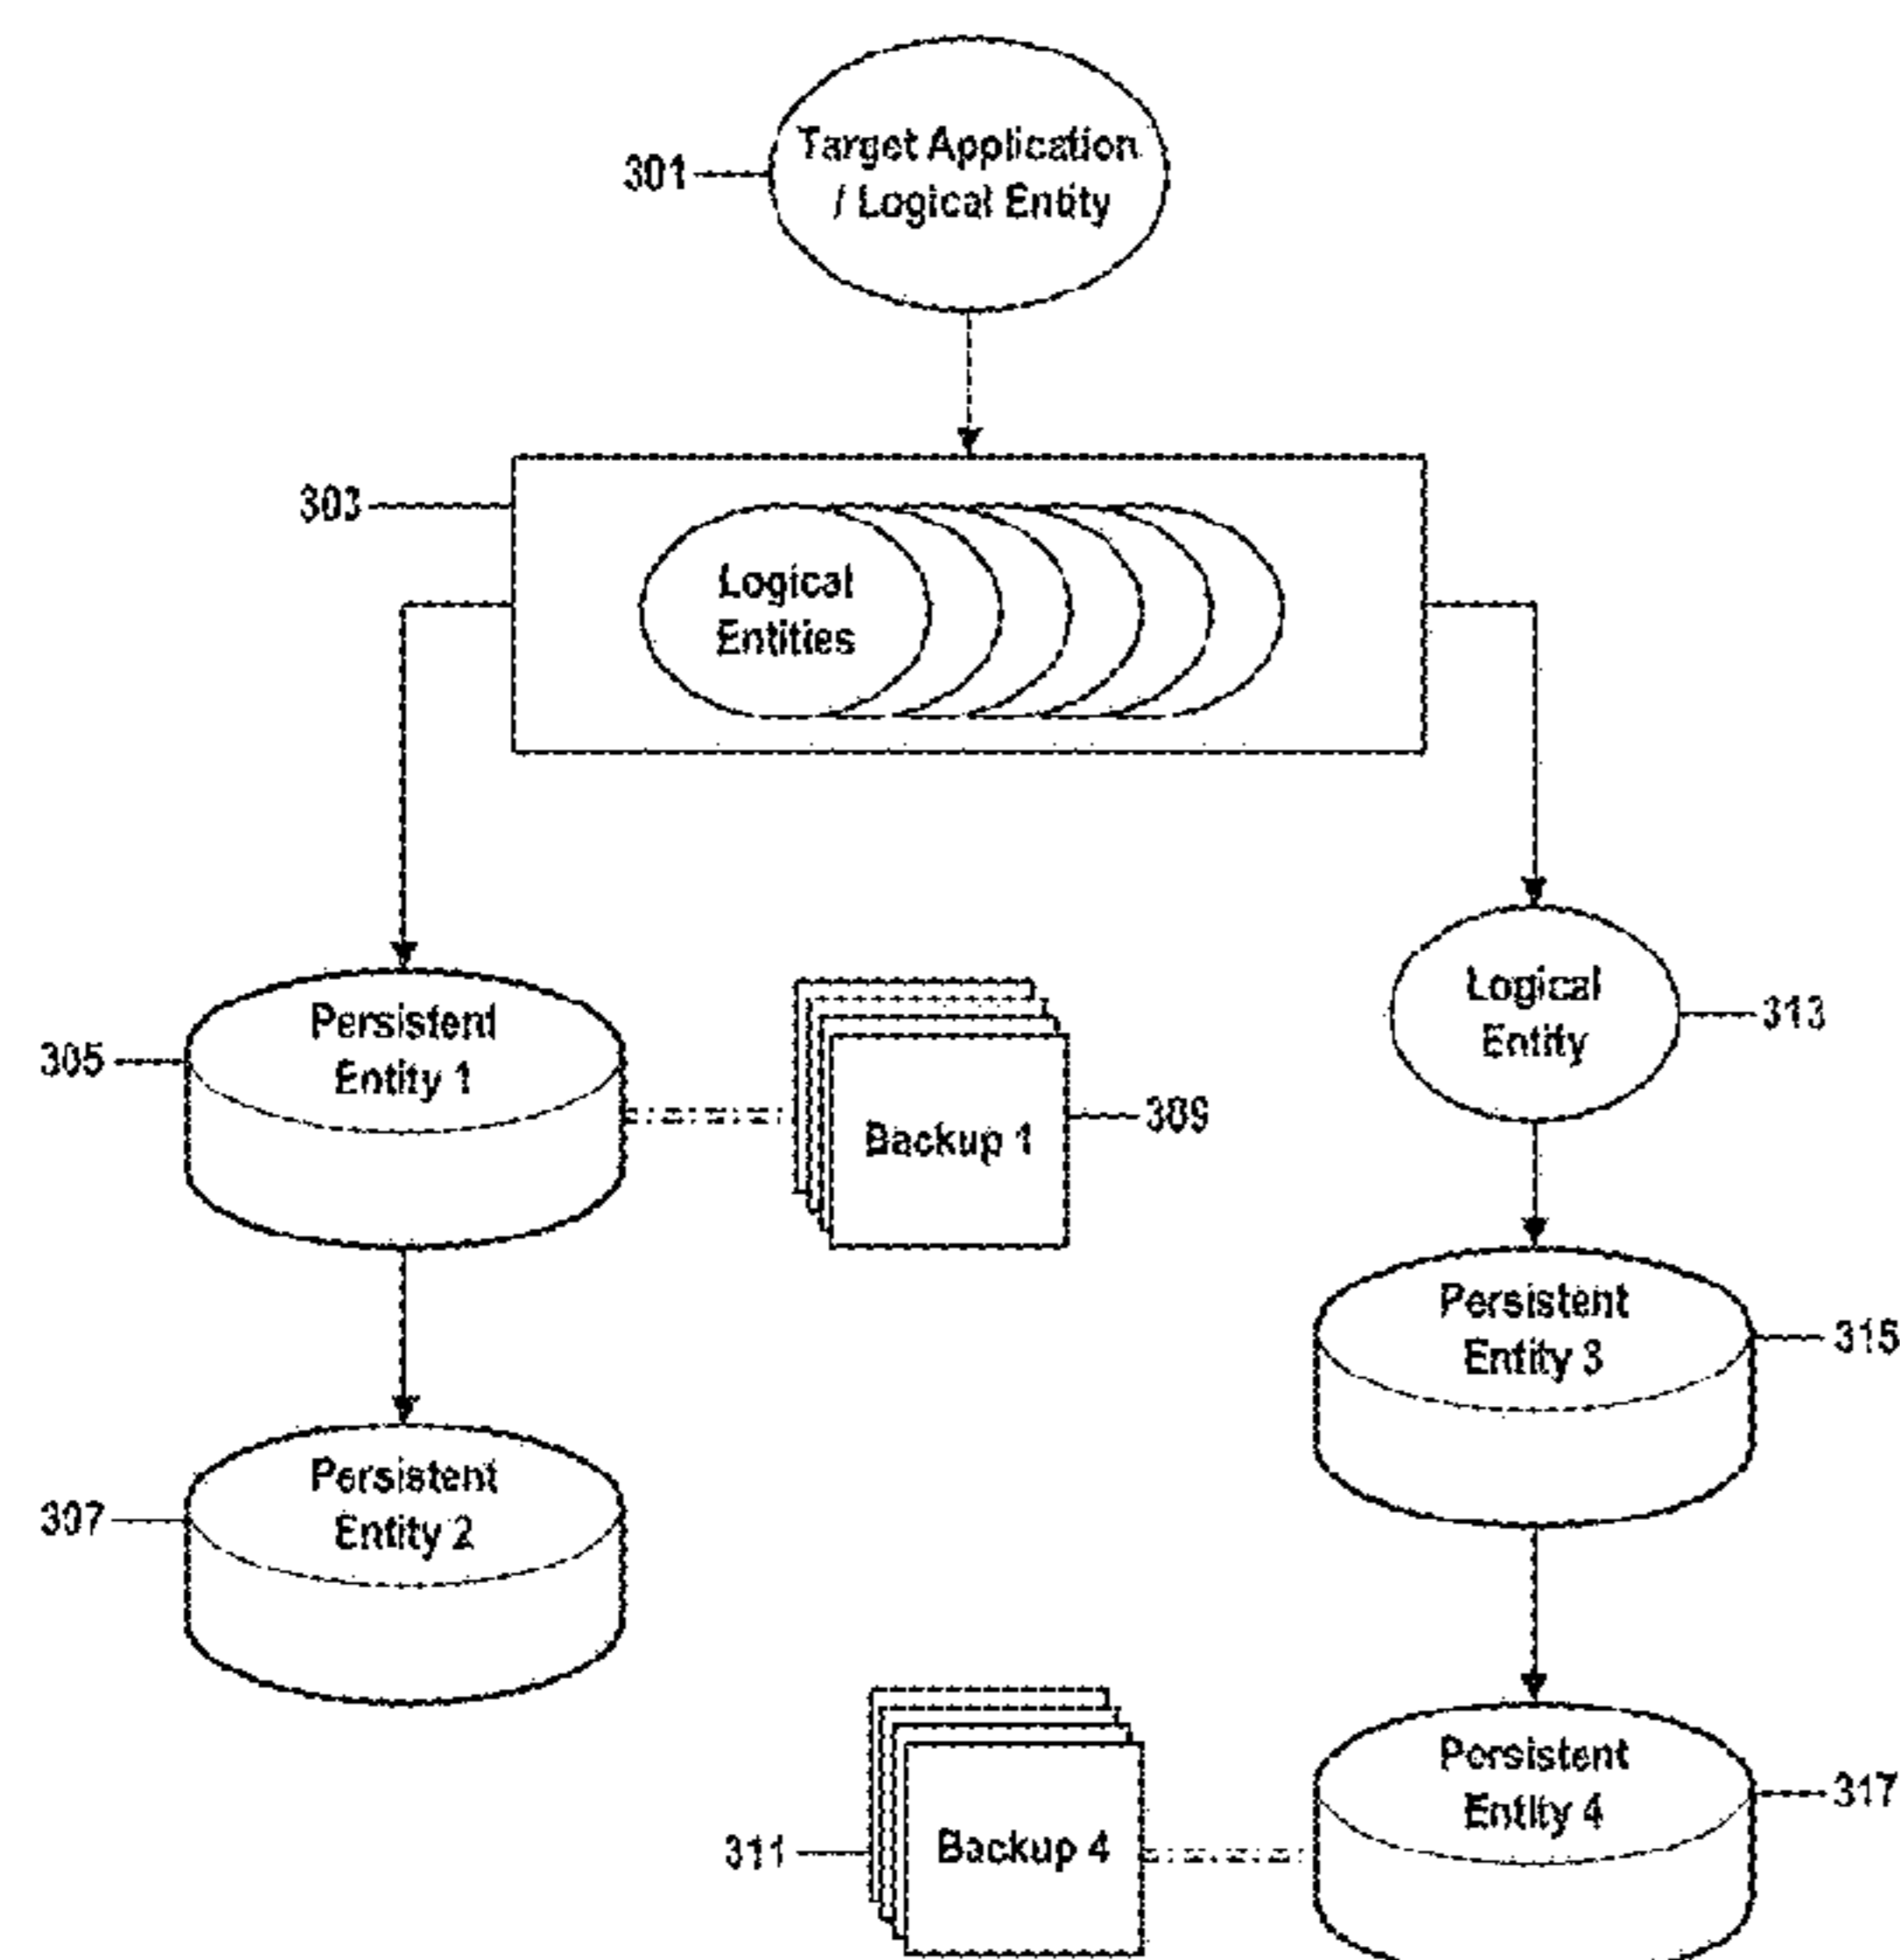 Target Application
/ Logical Entity
301
303
Logical
Entities
Persistent
Entity 1
305
Backup 1
309
Logical
Entity
313
Persistent
Entity 3
315
Persistent
Entity 2
307
Persistent
Entity 4
317
Backup 4
311